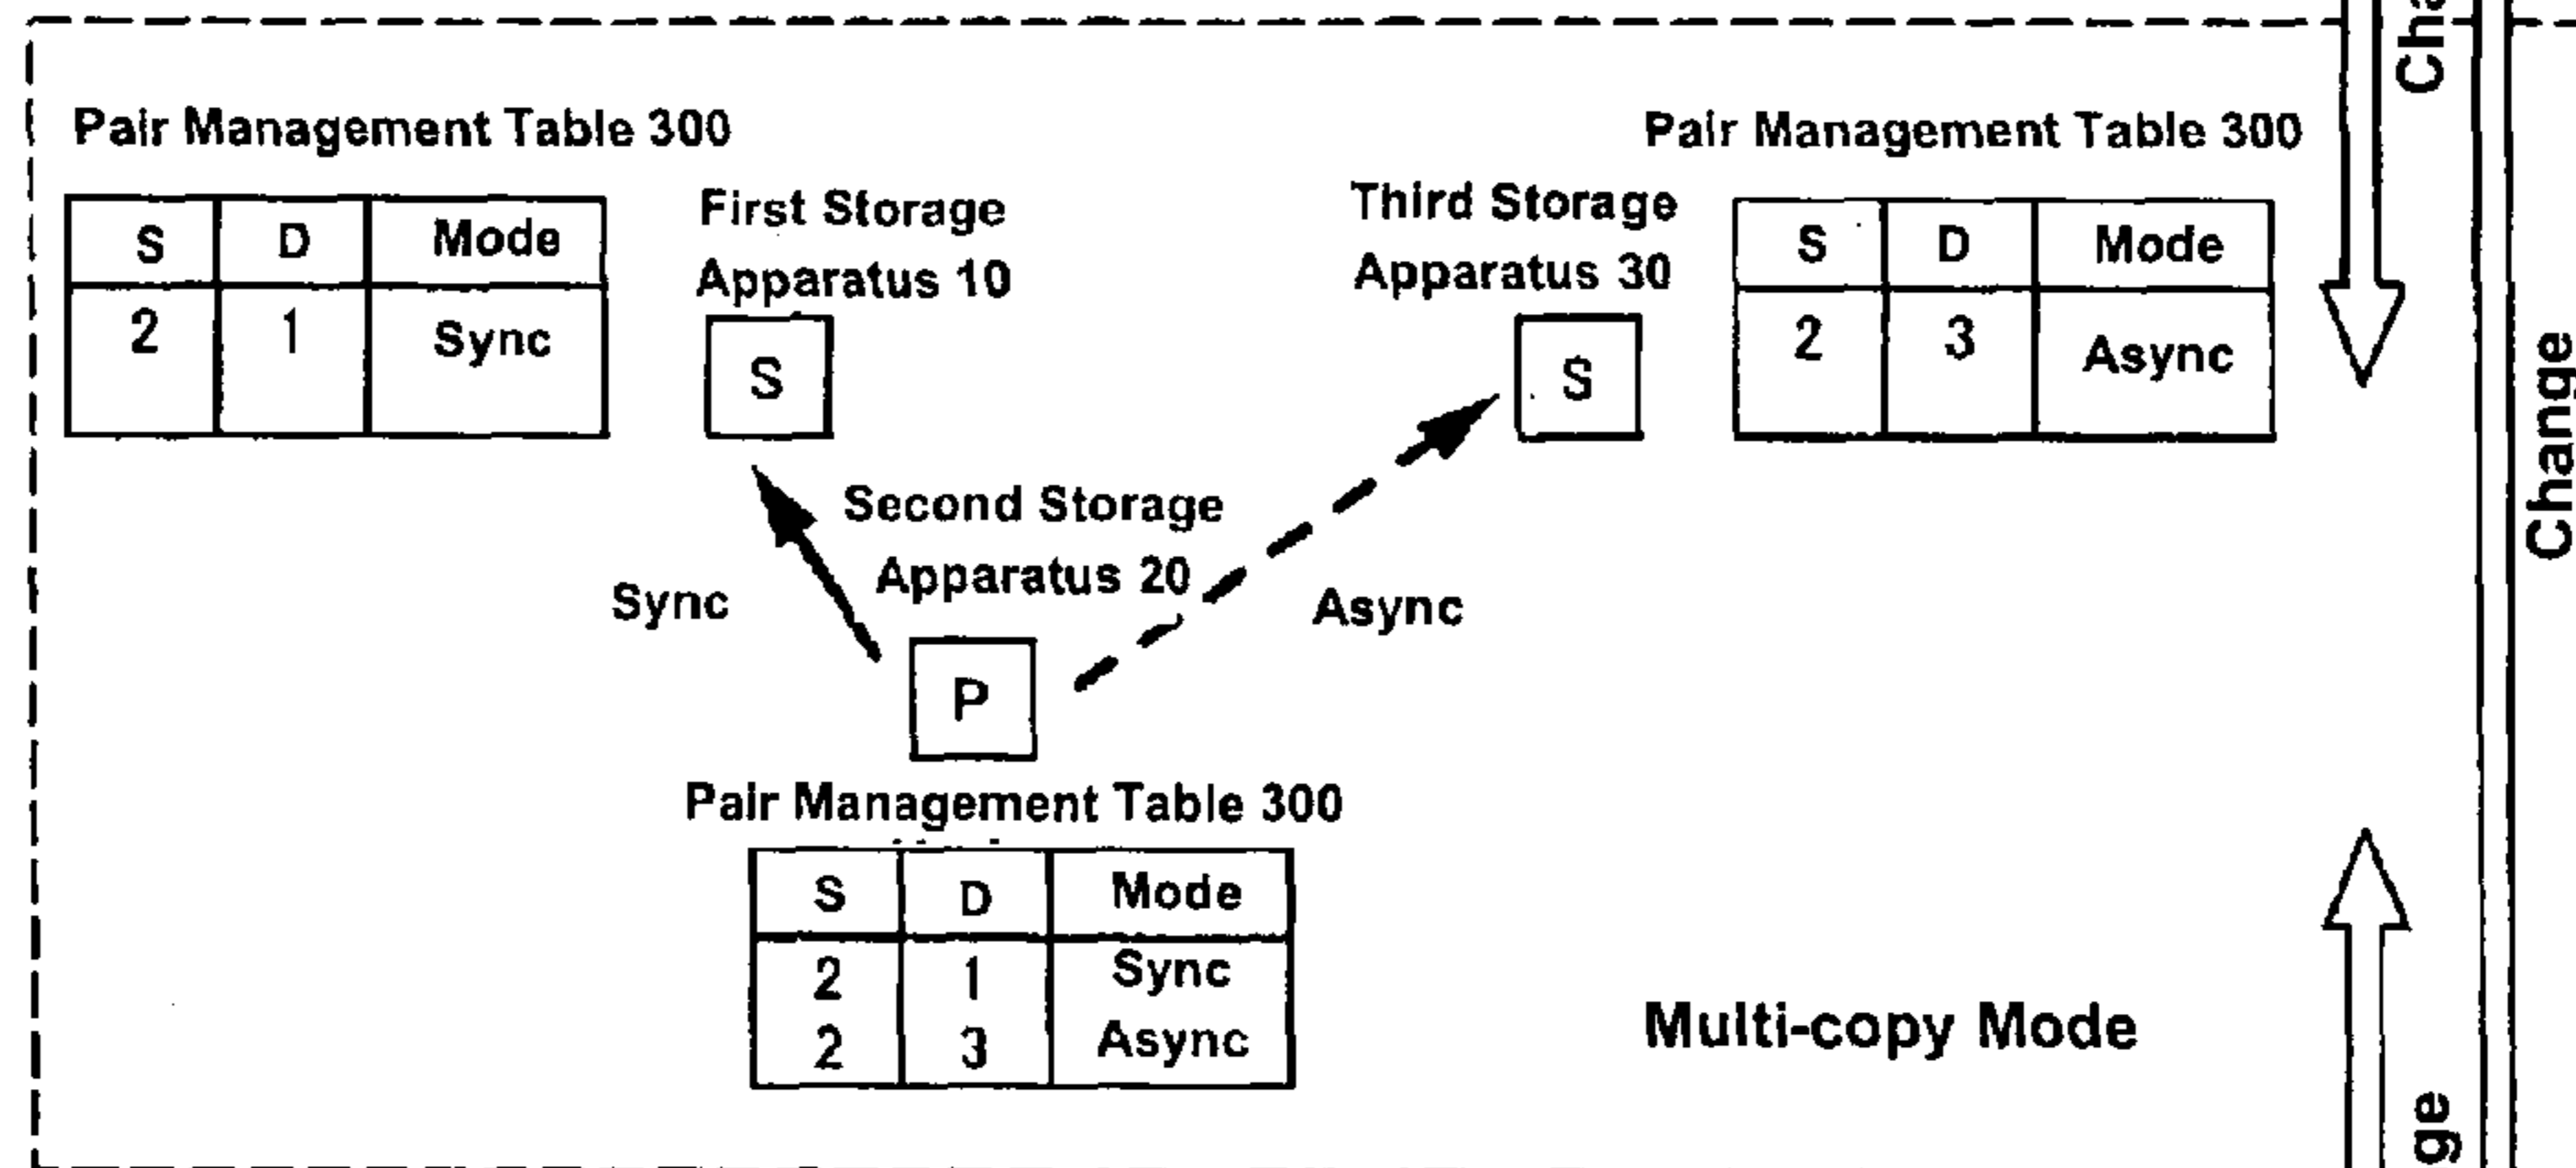 Pair Management Table 300
S D Mode
2 1 Sync
First Storage
Apparatus 10
S
Third Storage
Apparatus 30
S
Pair Management Table 300
S D Mode
2 3 Async
Second Storage
Apparatus 20
Sync
Async
P
Pair Management Table 300
S D Mode
2 1 Sync
2 3 Async
Multi-copy Mode
Change